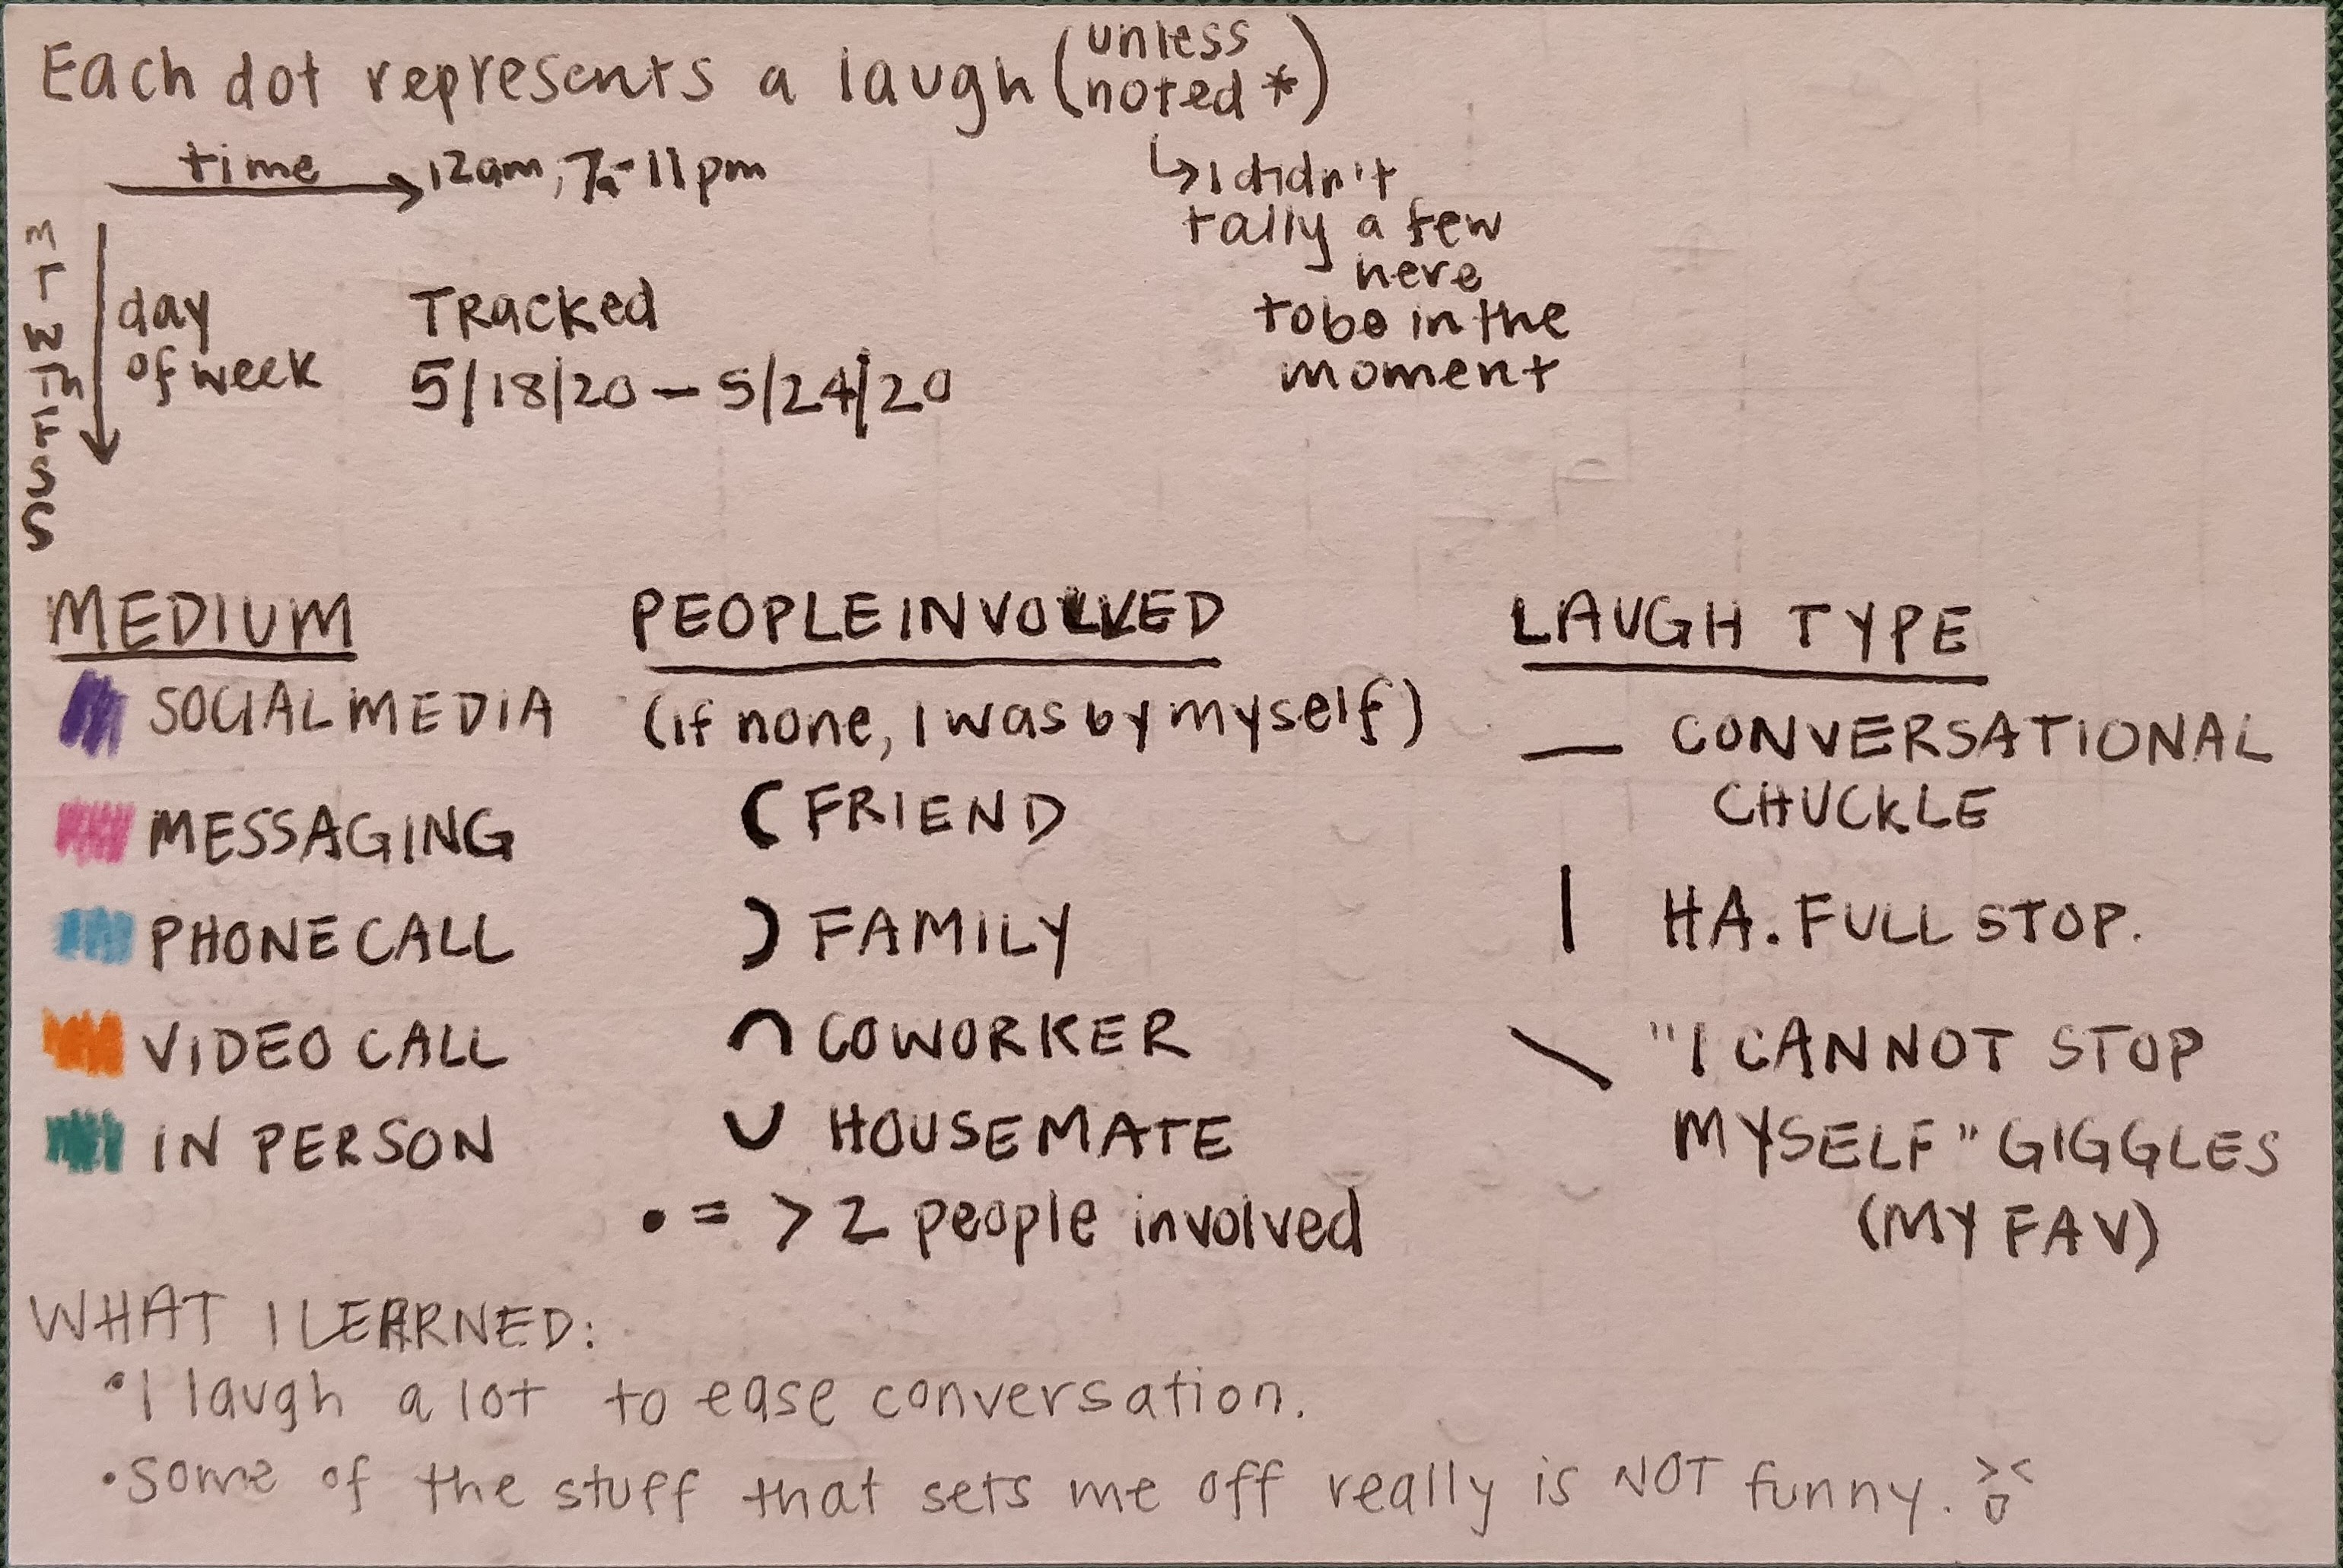 Each dot represents a laugh (unless noted *)
time → 12am, 7a-11pm
↳ I didn't
tally a few
here
to be in the
moment
M
T
W
Th
F
S
S
day
of week
Tracked
5/18/20 – 5/24/20
MEDIUM
SOCIAL MEDIA
MESSAGING
PHONE CALL
VIDEO CALL
IN PERSON
PEOPLE INVOLVED
(if none, I was by myself)
( FRIEND
) FAMILY
∩ COWORKER
∪ HOUSEMATE
• = > 2 people involved
LAUGH TYPE
— CONVERSATIONAL
CHUCKLE
| HA. FULL STOP.
\ "I CANNOT STOP
MYSELF" GIGGLES
(MY FAV)
WHAT I LEARNED:
• I laugh a lot to ease conversation.
• Some of the stuff that sets me off really is NOT funny.